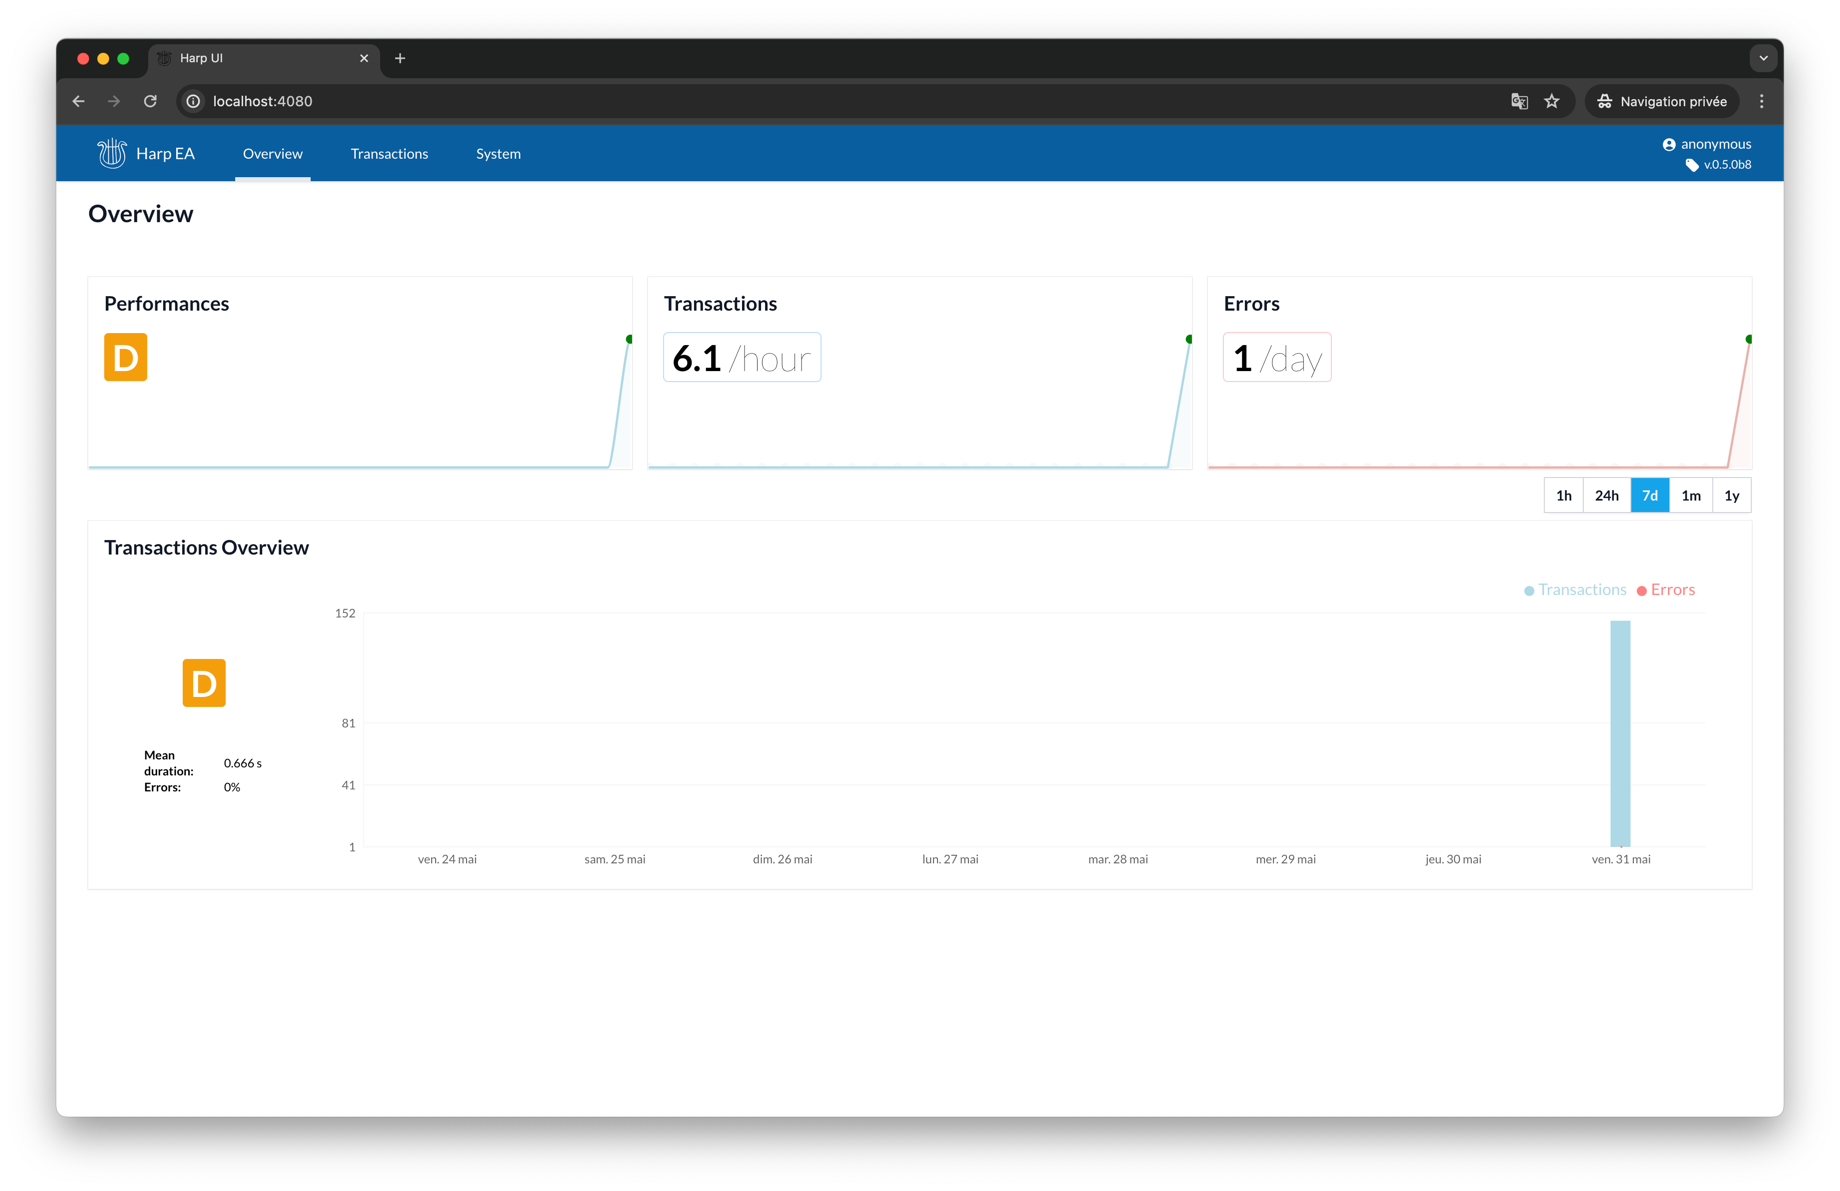 Harp UI
localhost:4080
Navigation privée
Harp EA
Overview
Transactions
System
anonymous
v.0.5.0b8
Overview
Performances
D
Transactions
6.1 /hour
Errors
1 /day
1h 24h 7d 1m 1y
Transactions Overview
Transactions Errors
D
Mean duration: 0.666 s
Errors: 0%
152
81
41
1
ven. 24 mai
sam. 25 mai
dim. 26 mai
lun. 27 mai
mar. 28 mai
mer. 29 mai
jeu. 30 mai
ven. 31 mai